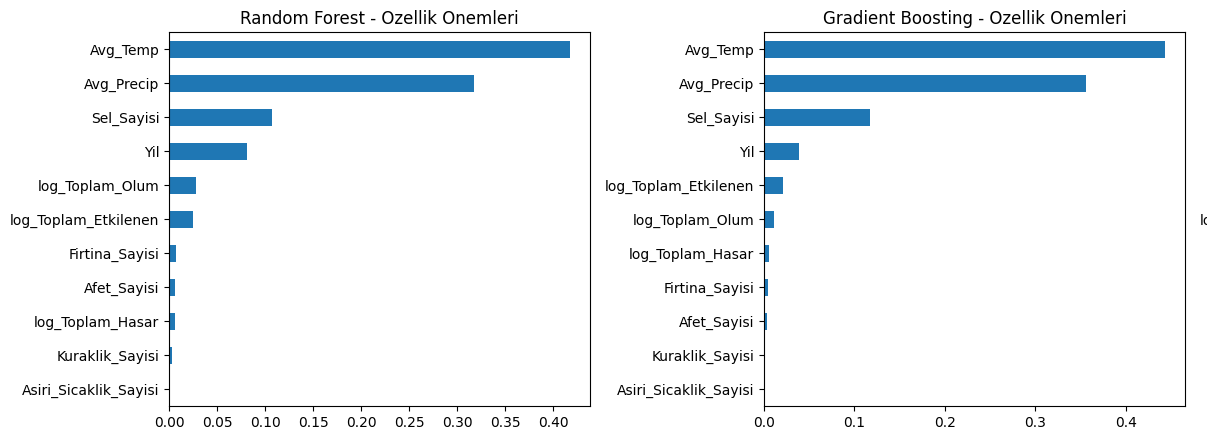 Random Forest - Ozellik Onemleri
Avg_Temp
Avg_Precip
Sel_Sayisi
Yil
log_Toplam_Olum
log_Toplam_Etkilenen
Firtina_Sayisi
Afet_Sayisi
log_Toplam_Hasar
Kuraklik_Sayisi
Asiri_Sicaklik_Sayisi
0.00 0.05 0.10 0.15 0.20 0.25 0.30 0.35 0.40
Gradient Boosting - Ozellik Onemleri
Avg_Temp
Avg_Precip
Sel_Sayisi
Yil
log_Toplam_Etkilenen
log_Toplam_Olum
log_Toplam_Hasar
Firtina_Sayisi
Afet_Sayisi
Kuraklik_Sayisi
Asiri_Sicaklik_Sayisi
0.0 0.1 0.2 0.3 0.4